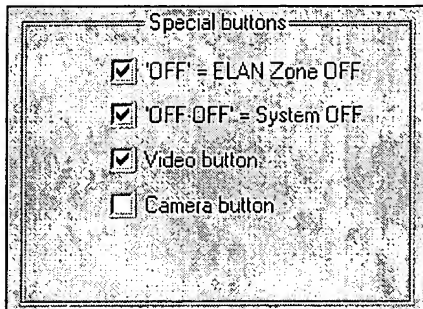 Special buttons
'OFF' = ELAN Zone OFF
'OFF OFF' = System OFF
Video button
Camera button